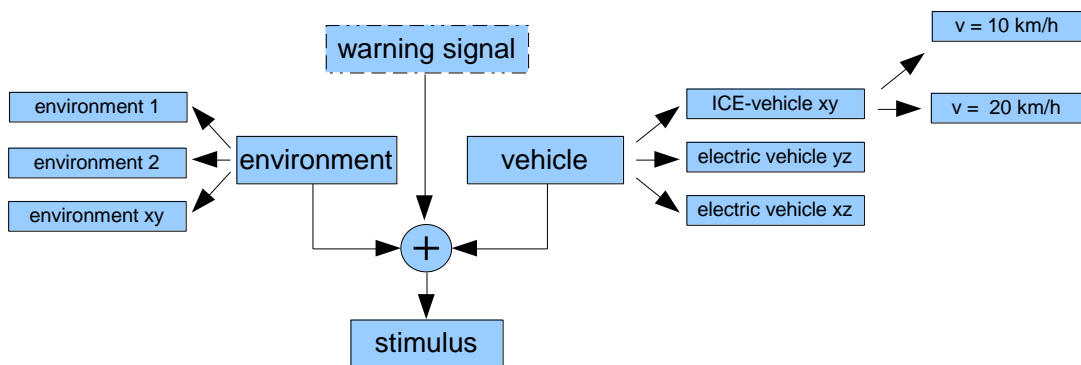 warning signal
v = 10 km/h
environment 1
ICE-vehicle xy
v = 20 km/h
environment 2
environment
vehicle
electric vehicle yz
environment xy
electric vehicle xz
+
stimulus